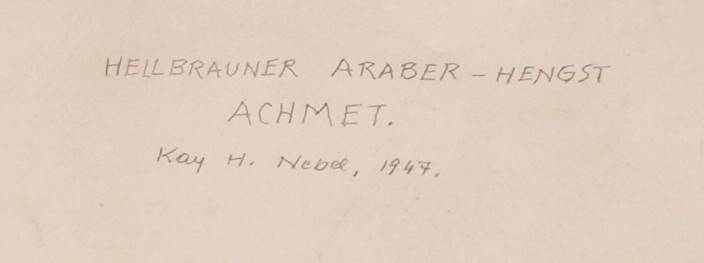 HELLBRAUNER ARABER - HENGST
ACHMET.
Kay H. Nebel, 1947.